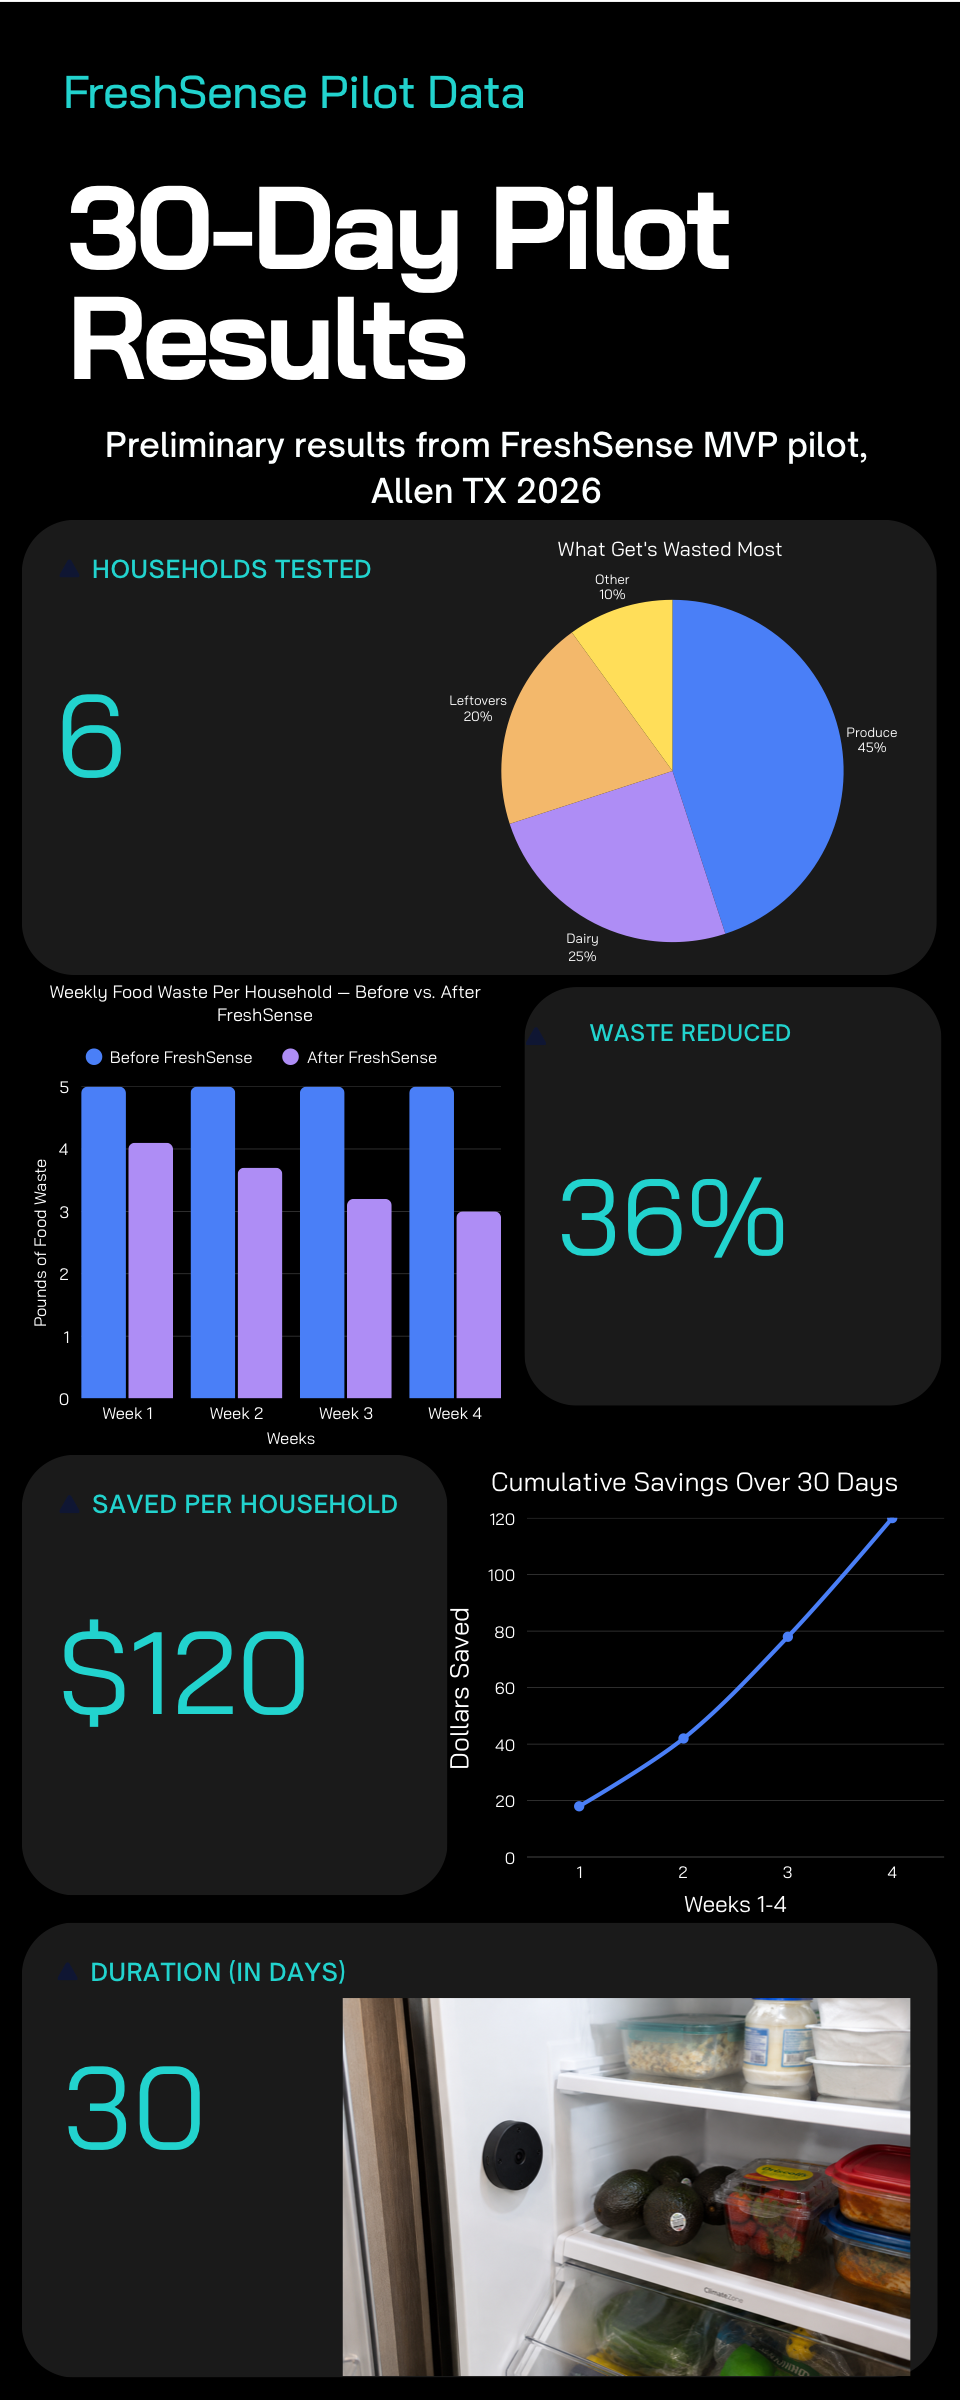 FreshSense Pilot Data
30-Day Pilot
Results
Preliminary results from FreshSense MVP pilot,
Allen TX 2026
HOUSEHOLDS TESTED
6
What Get's Wasted Most
Other
10%
Leftovers
20%
Produce
45%
Dairy
25%
Weekly Food Waste Per Household — Before vs. After
FreshSense
Before FreshSense
After FreshSense
Pounds of Food Waste
5
4
3
2
1
0
Week 1
Week 2
Week 3
Week 4
Weeks
WASTE REDUCED
36%
SAVED PER HOUSEHOLD
$120
Cumulative Savings Over 30 Days
Dollars Saved
120
100
80
60
40
20
0
1
2
3
4
Weeks 1-4
DURATION (IN DAYS)
30
ClimateZone